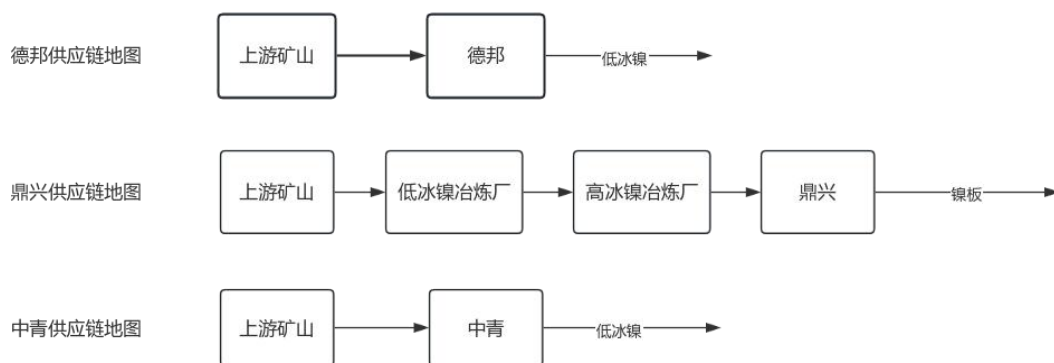 德邦供应链地图 上游矿山 德邦 低冰镍
鼎兴供应链地图 上游矿山 低冰镍冶炼厂 高冰镍冶炼厂 鼎兴 镍板
中青供应链地图 上游矿山 中青 低冰镍